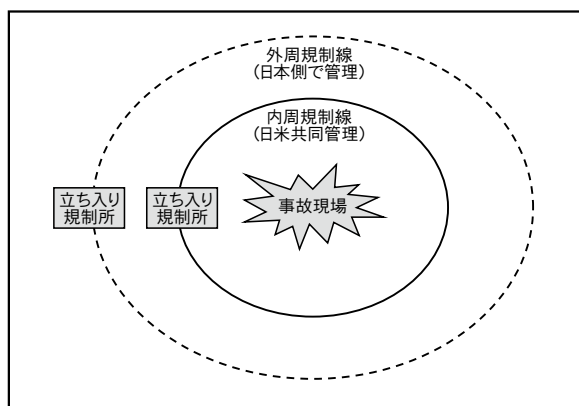 外周規制線
(日本側で管理)
内周規制線
(日米共同管理)
立ち入り
規制所
立ち入り
規制所
事故現場